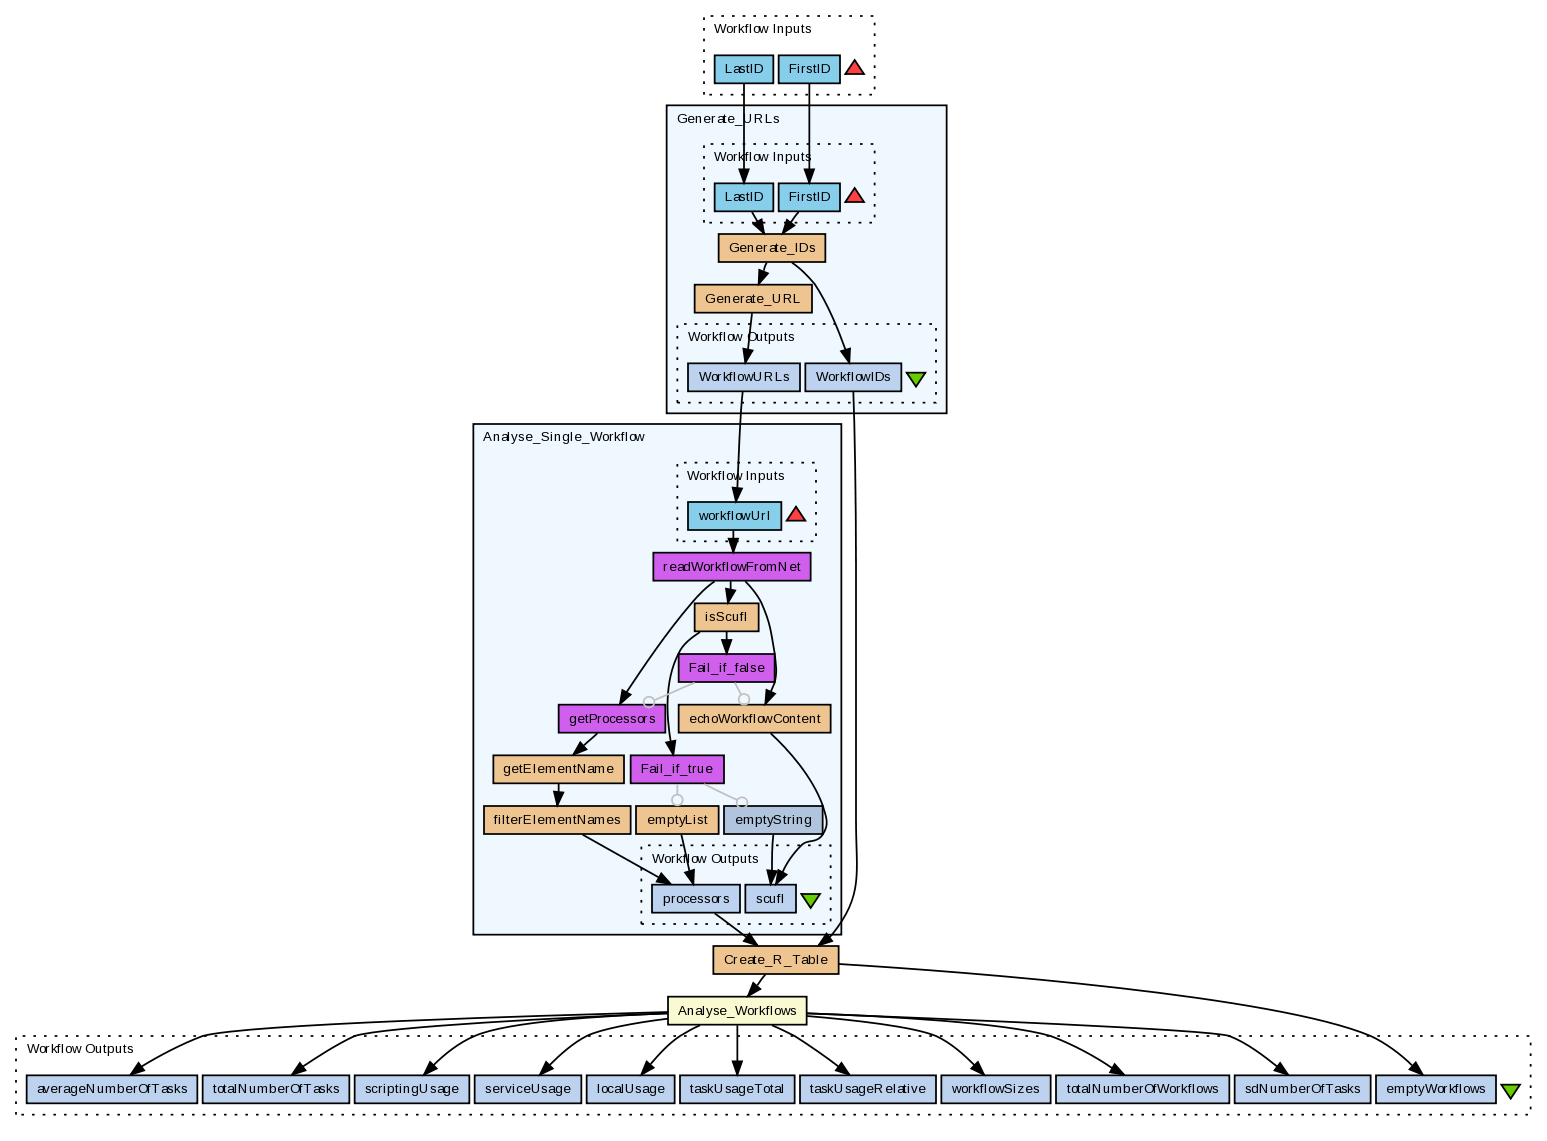 Workflow Inputs
LastID
FirstID
Generate_URLs
Workflow Inputs
LastID
FirstID
Generate_IDs
Generate_URL
Workflow Outputs
WorkflowURLs
WorkflowIDs
Analyse_Single_Workflow
Workflow Inputs
workflowUrl
readWorkflowFromNet
isScufl
Fail_if_false
getProcessors
echoWorkflowContent
getElementName
Fail_if_true
filterElementNames
emptyList
emptyString
Workflow Outputs
processors
scufl
Create_R_Table
Analyse_Workflows
Workflow Outputs
averageNumberOfTasks
totalNumberOfTasks
scriptingUsage
serviceUsage
localUsage
taskUsageTotal
taskUsageRelative
workflowSizes
totalNumberOfWorkflows
sdNumberOfTasks
emptyWorkflows